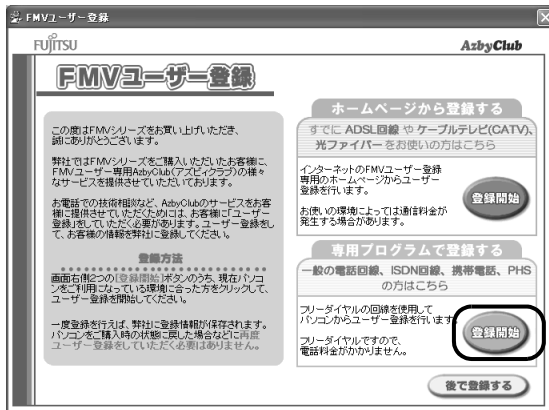 FMVユーザー登録
FUJITSU
AzbyClub
FMVユーザー登録
この度はFMVシリーズをお買い上げいただき、
誠にありがとうございます。
弊社ではFMVシリーズをご購入いただいたお客様に、
FMVユーザー専用AzbyClub(アズビィクラブ)の様々
なサービスを提供させていただいております。
お電話での技術相談など、AzbyClubのサービスをお客
様に提供させていただくためには、お客様に「ユーザー
登録」をしていただく必要があります。ユーザー登録をし
て、お客様の情報を弊社に登録してください。
登録方法
画面右側2つの[登録開始]ボタンのうち、現在パソコ
ンをご利用になっている環境に合った方をクリックして、
ユーザー登録を開始してください。
一度登録を行えば、弊社に登録情報が保存されます。
パソコンをご購入時の状態に戻した場合などに再度
ユーザー登録をしていただく必要はありません。
ホームページから登録する
すでに ADSL回線 や ケーブルテレビ(CATV)、
光ファイバー をお使いの方はこちら
インターネットのFMVユーザー登録
専用のホームページからユーザー
登録を行います。
お使いの環境によっては通信料金が
発生する場合があります。
登録開始
専用プログラムで登録する
一般の電話回線、ISDN回線、携帯電話、PHS
の方はこちら
フリーダイヤルの回線を使用して
パソコンからユーザー登録を行います。
フリーダイヤルですので、
電話料金がかかりません。
登録開始
後で登録する